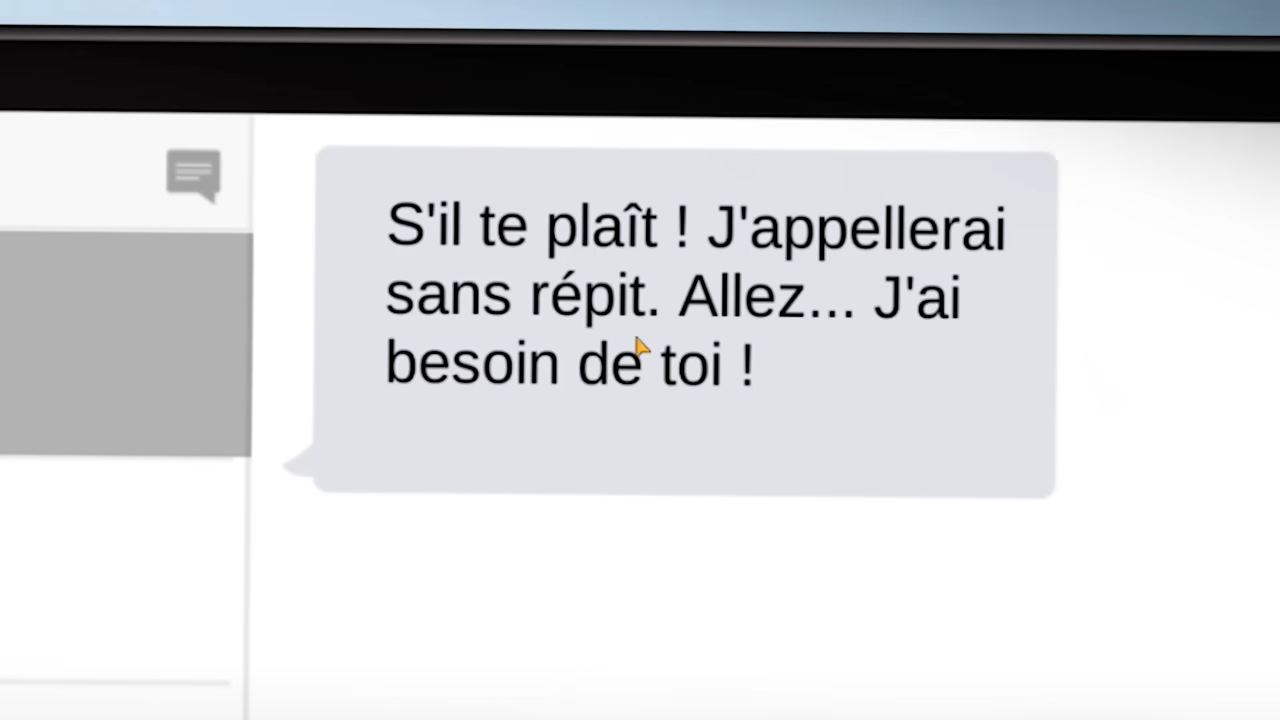 S'il te plaît ! J'appellerai
sans répit. Allez... J'ai
besoin de toi !